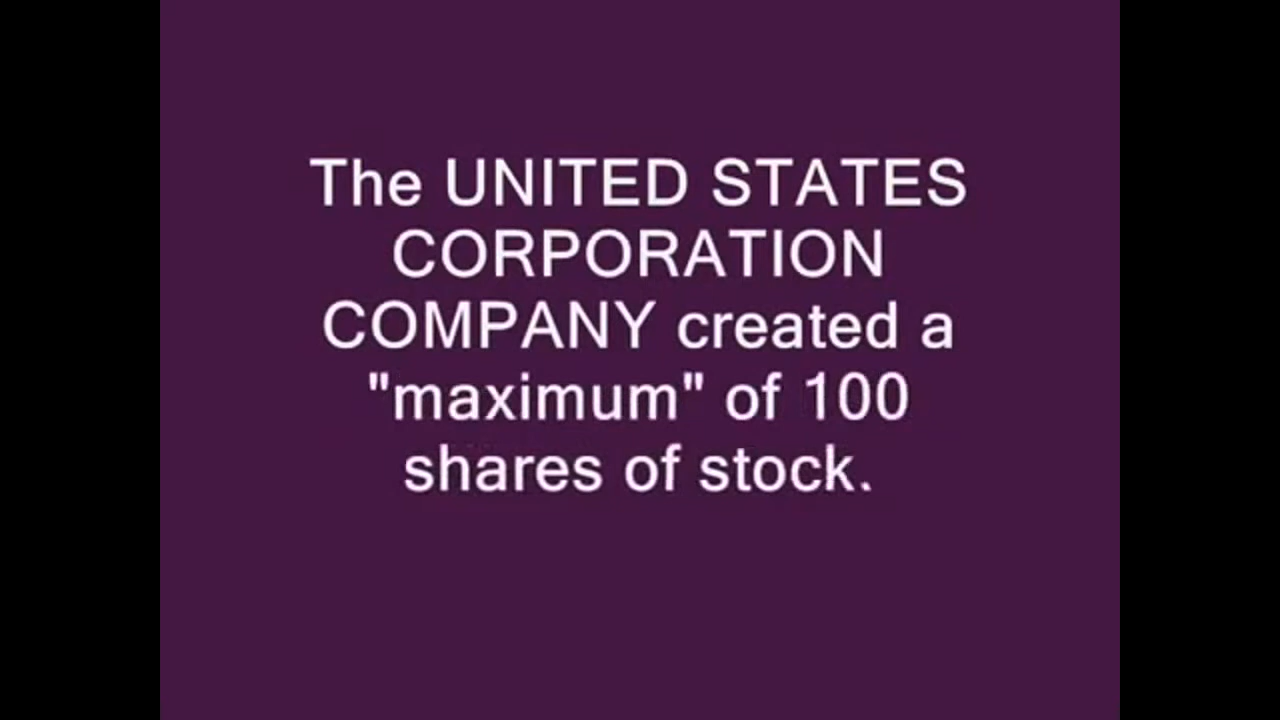 The UNITED STATES
CORPORATION
COMPANY created a
"maximum" of 100
shares of stock.